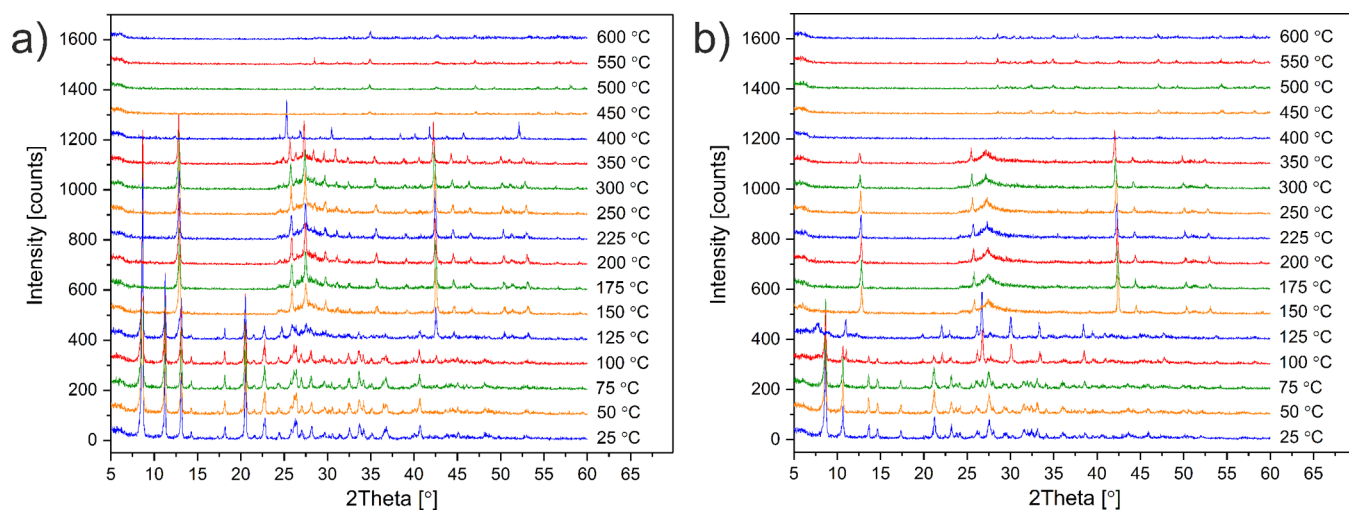 a)
Intensity [counts]
1600
1400
1200
1000
800
600
400
200
0
600 °C
550 °C
500 °C
450 °C
400 °C
350 °C
300 °C
250 °C
225 °C
200 °C
175 °C
150 °C
125 °C
100 °C
75 °C
50 °C
25 °C
5 10 15 20 25 30 35 40 45 50 55 60 65
2Theta [°]
b)
Intensity [counts]
1600
1400
1200
1000
800
600
400
200
0
600 °C
550 °C
500 °C
450 °C
400 °C
350 °C
300 °C
250 °C
225 °C
200 °C
175 °C
150 °C
125 °C
100 °C
75 °C
50 °C
25 °C
5 10 15 20 25 30 35 40 45 50 55 60 65
2Theta [°]